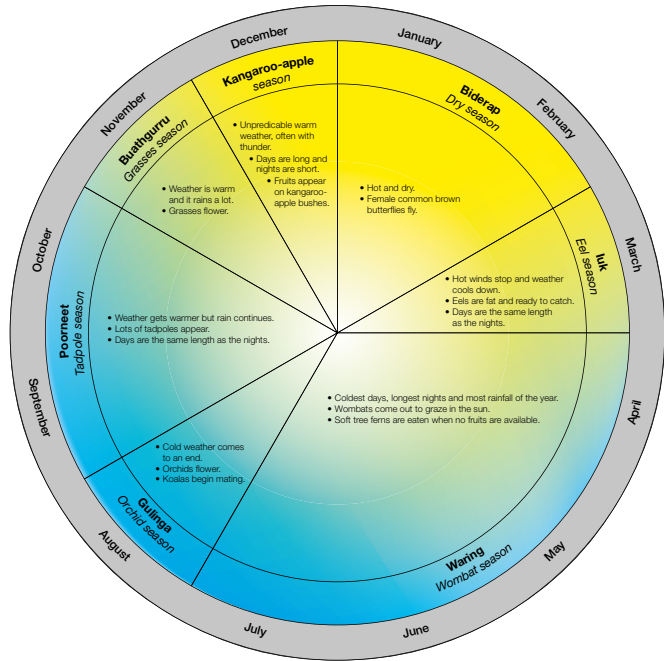 January
February
March
April
May
June
July
August
September
October
November
December
Kangaroo-apple
season
• Unpredicable warm
weather, often with
thunder.
• Days are long and
nights are short.
• Fruits appear
on kangaroo-
apple bushes.
Biderap
Dry season
• Hot and dry.
• Female common brown
butterflies fly.
Iuk
Eel season
• Hot winds stop and weather
cools down.
• Eels are fat and ready to catch.
• Days are the same length
as the nights.
Waring
Wombat season
• Coldest days, longest nights and most rainfall of the year.
• Wombats come out to graze in the sun.
• Soft tree ferns are eaten when no fruits are available.
Gulinga
Orchid season
• Cold weather comes
to an end.
• Orchids flower.
• Koalas begin mating.
Poorneet
Tadpole season
• Weather gets warmer but rain continues.
• Lots of tadpoles appear.
• Days are the same length as the nights.
Buathgurru
Grasses season
• Weather is warm
and it rains a lot.
• Grasses flower.